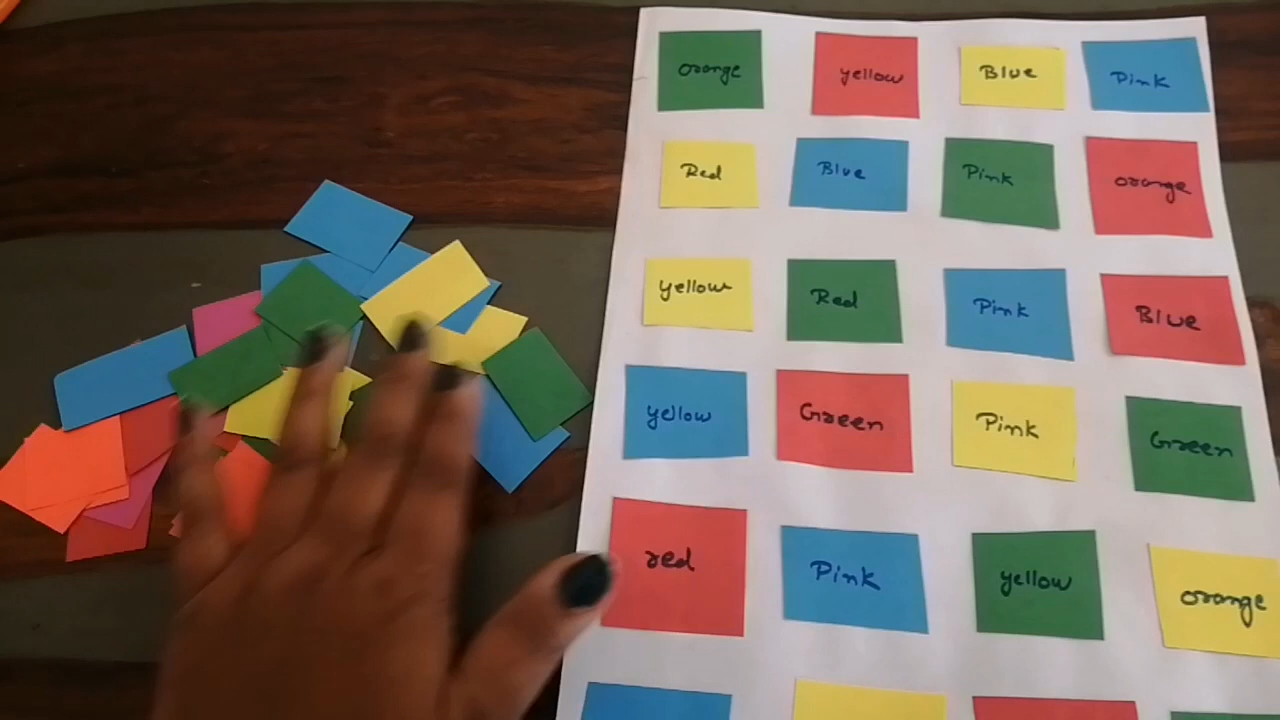 orange yellow Blue Pink
Red Blue Pink orange
yellow Red Pink Blue
yellow Green Pink Green
red Pink yellow orange